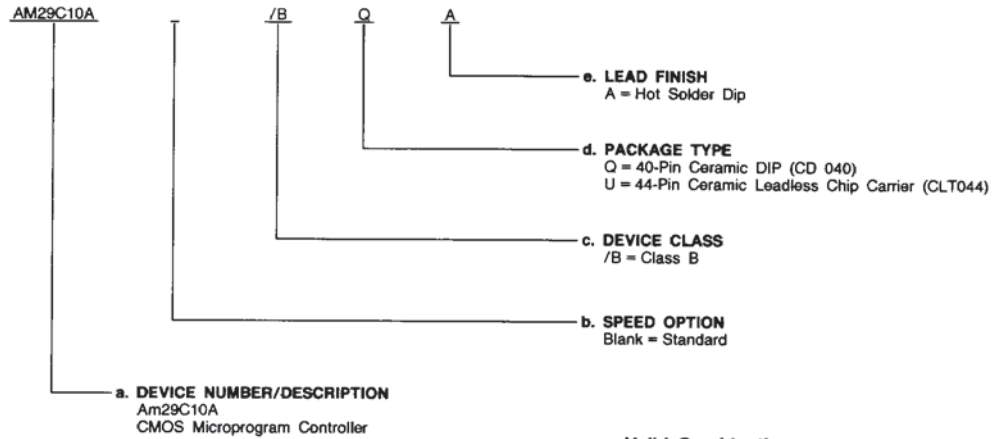 AM29C10A - /B Q A
e. LEAD FINISH
A = Hot Solder Dip
d. PACKAGE TYPE
Q = 40-Pin Ceramic DIP (CD 040)
U = 44-Pin Ceramic Leadless Chip Carrier (CLT044)
c. DEVICE CLASS
/B = Class B
b. SPEED OPTION
Blank = Standard
a. DEVICE NUMBER/DESCRIPTION
Am29C10A
CMOS Microprogram Controller